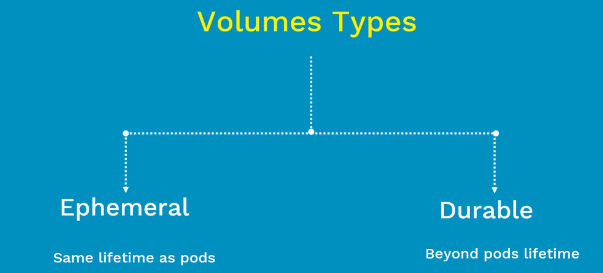 Volumes Types
Ephemeral
Same lifetime as pods
Durable
Beyond pods lifetime